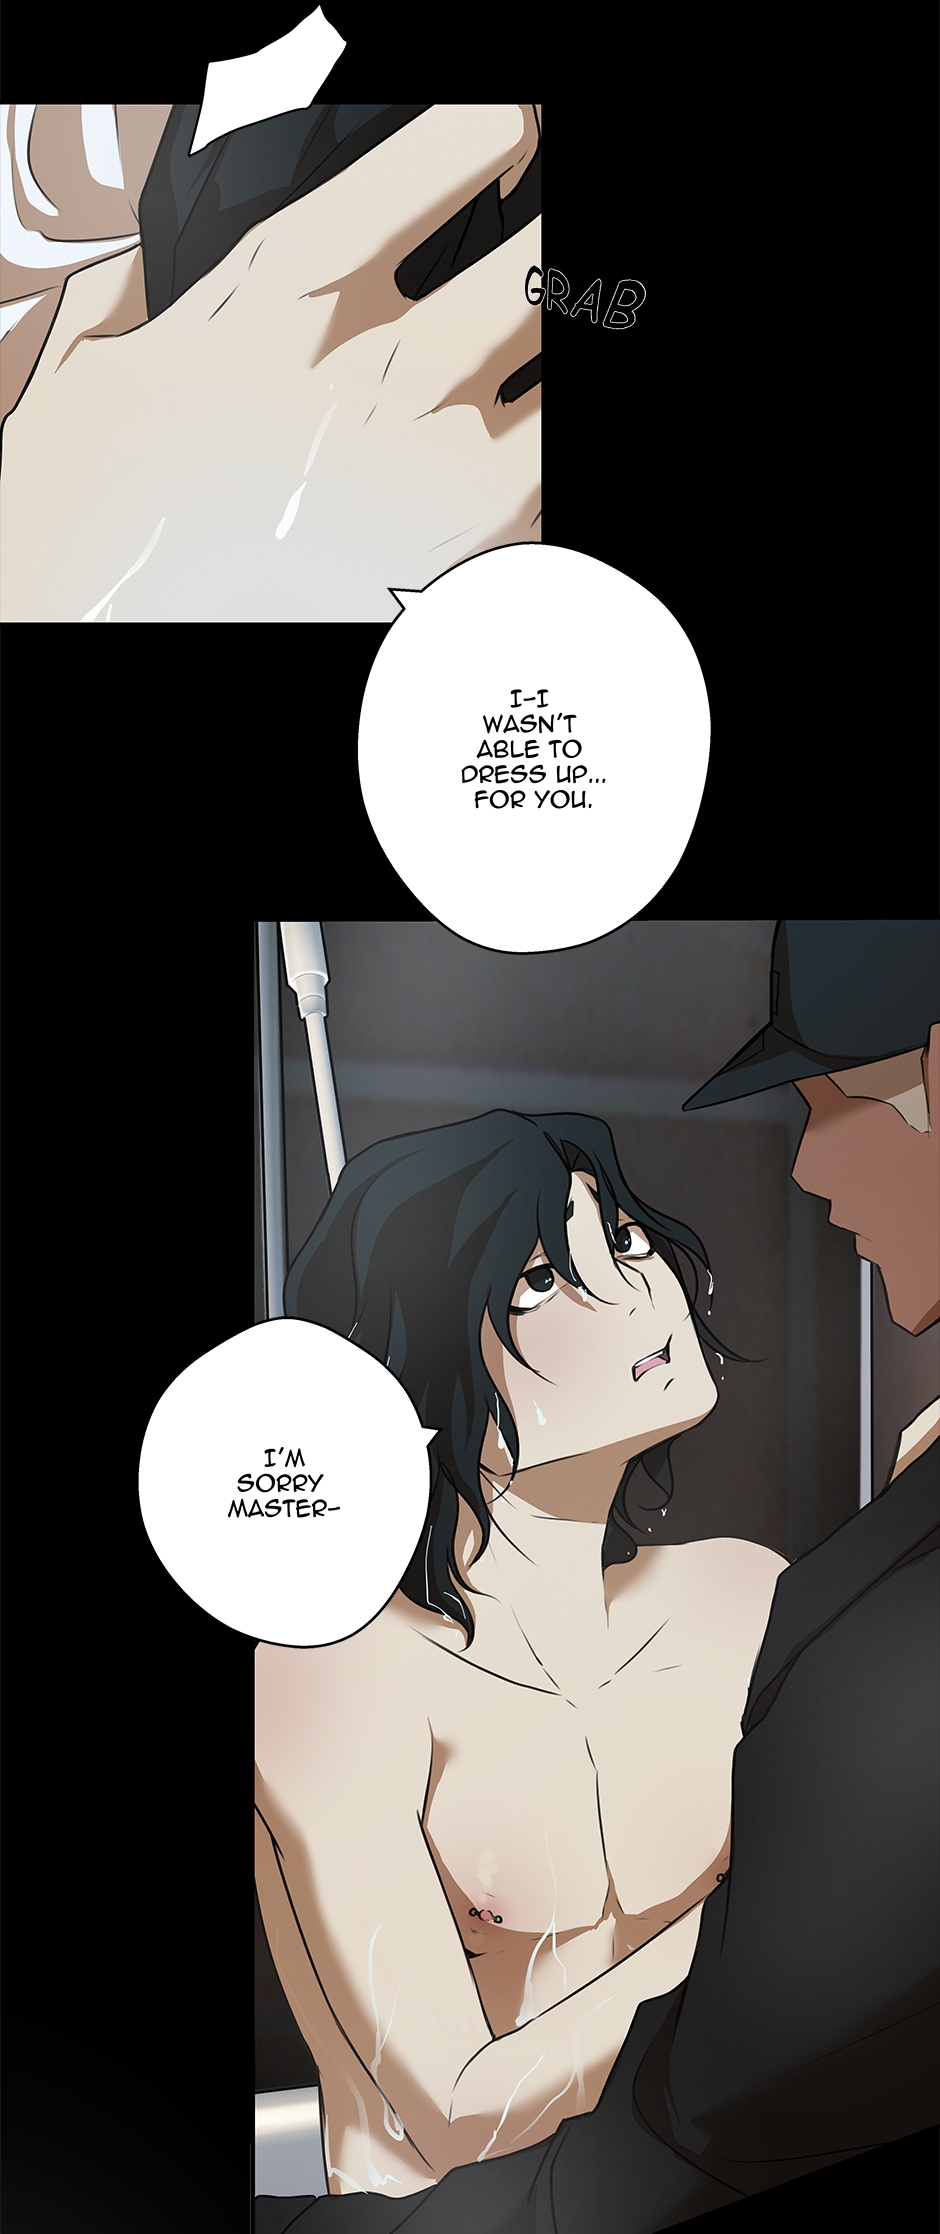 GRAB
I-I
WASN'T
ABLE TO
DRESS UP...
FOR YOU.
I'M
SORRY
MASTER-